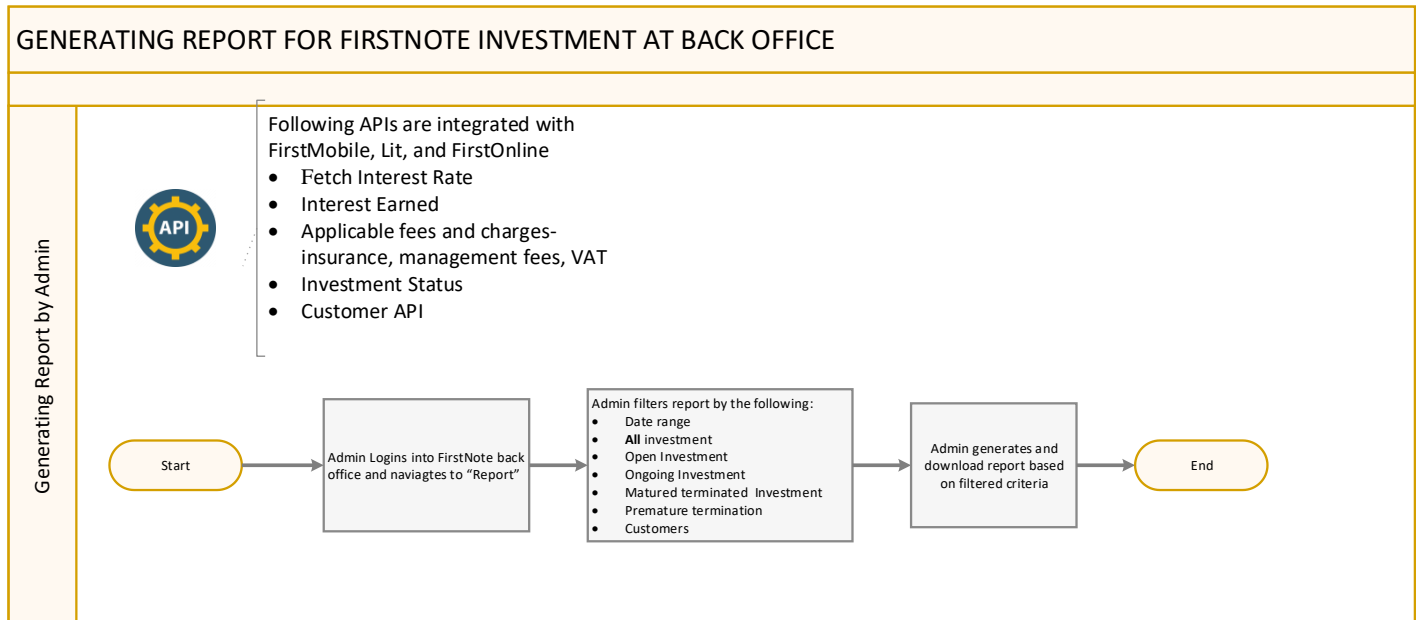 GENERATING REPORT FOR FIRSTNOTE INVESTMENT AT BACK OFFICE
Generating Report by Admin
API
Following APIs are integrated with
FirstMobile, Lit, and FirstOnline
• Fetch Interest Rate
• Interest Earned
• Applicable fees and charges-
insurance, management fees, VAT
• Investment Status
• Customer API
Start
Admin Logins into FirstNote back
office and naviagtes to “Report”
Admin filters report by the following:
• Date range
• All investment
• Open Investment
• Ongoing Investment
• Matured terminated Investment
• Premature termination
• Customers
Admin generates and
download report based
on filtered criteria
End